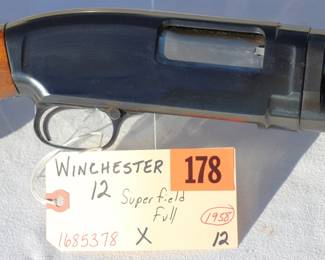 WINCHESTER 178
12 Superfield
Full
1958
1685378 X 12